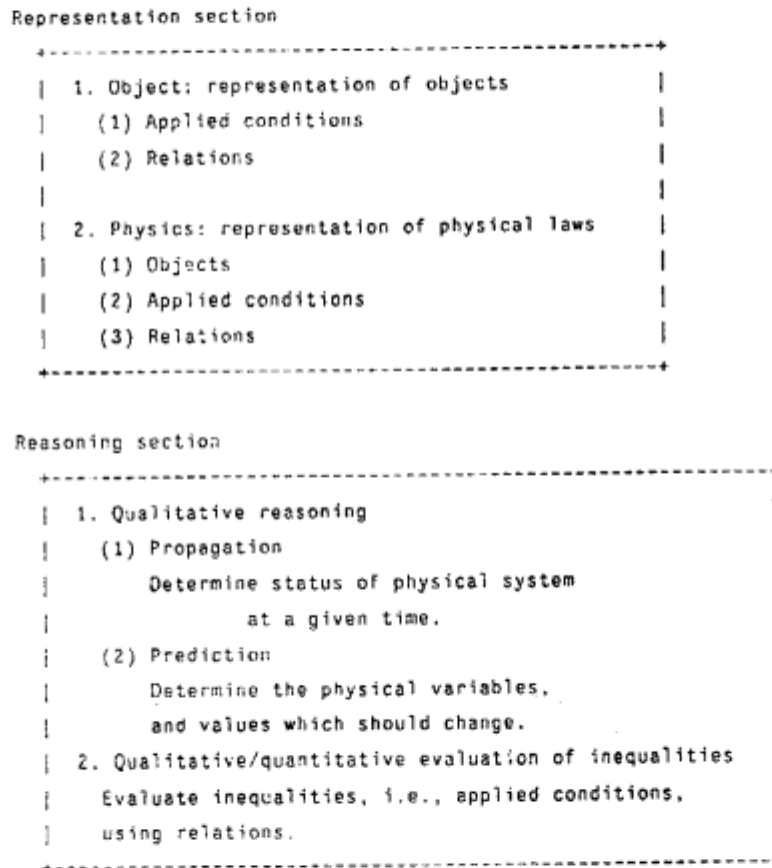 Representation section
1. Object: representation of objects
(1) Applied conditions
(2) Relations
2. Physics: representation of physical laws
(1) Objects
(2) Applied conditions
(3) Relations
Reasoning section
1. Qualitative reasoning
(1) Propagation
Determine status of physical system
at a given time.
(2) Prediction
Determine the physical variables,
and values which should change.
2. Qualitative/quantitative evaluation of inequalities
Evaluate inequalities, i.e., applied conditions,
using relations.